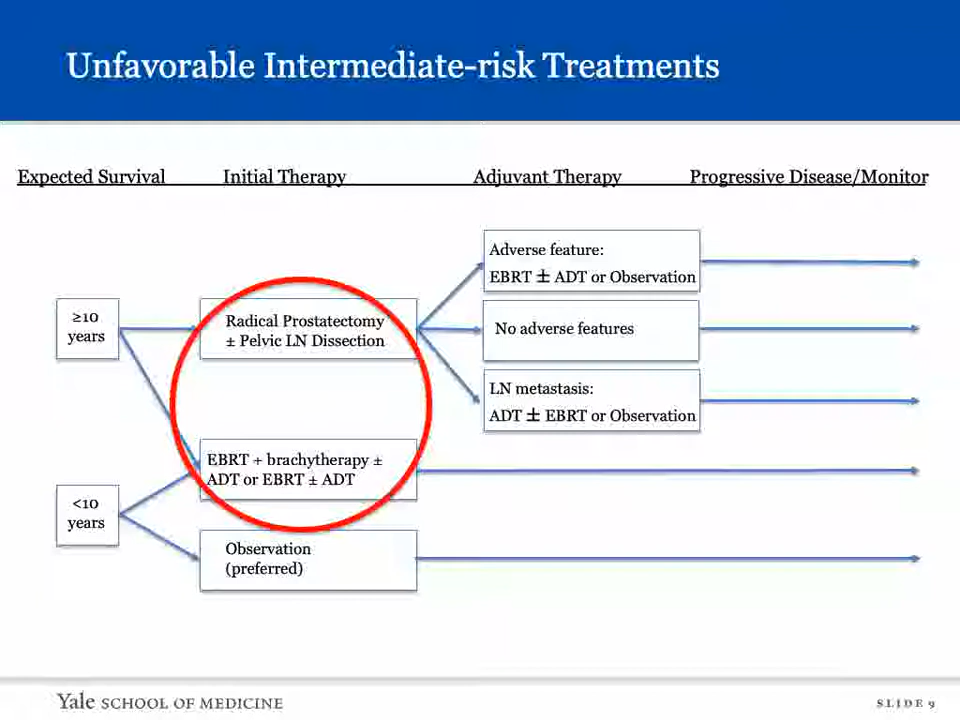 Unfavorable Intermediate-risk Treatments
Expected Survival
Initial Therapy
Adjuvant Therapy
Progressive Disease/Monitor
≥10
years
Radical Prostatectomy
± Pelvic LN Dissection
Adverse feature:
EBRT ± ADT or Observation
No adverse features
LN metastasis:
ADT ± EBRT or Observation
EBRT + brachytherapy ±
ADT or EBRT ± ADT
<10
years
Observation
(preferred)
Yale SCHOOL OF MEDICINE
SLIDE 9